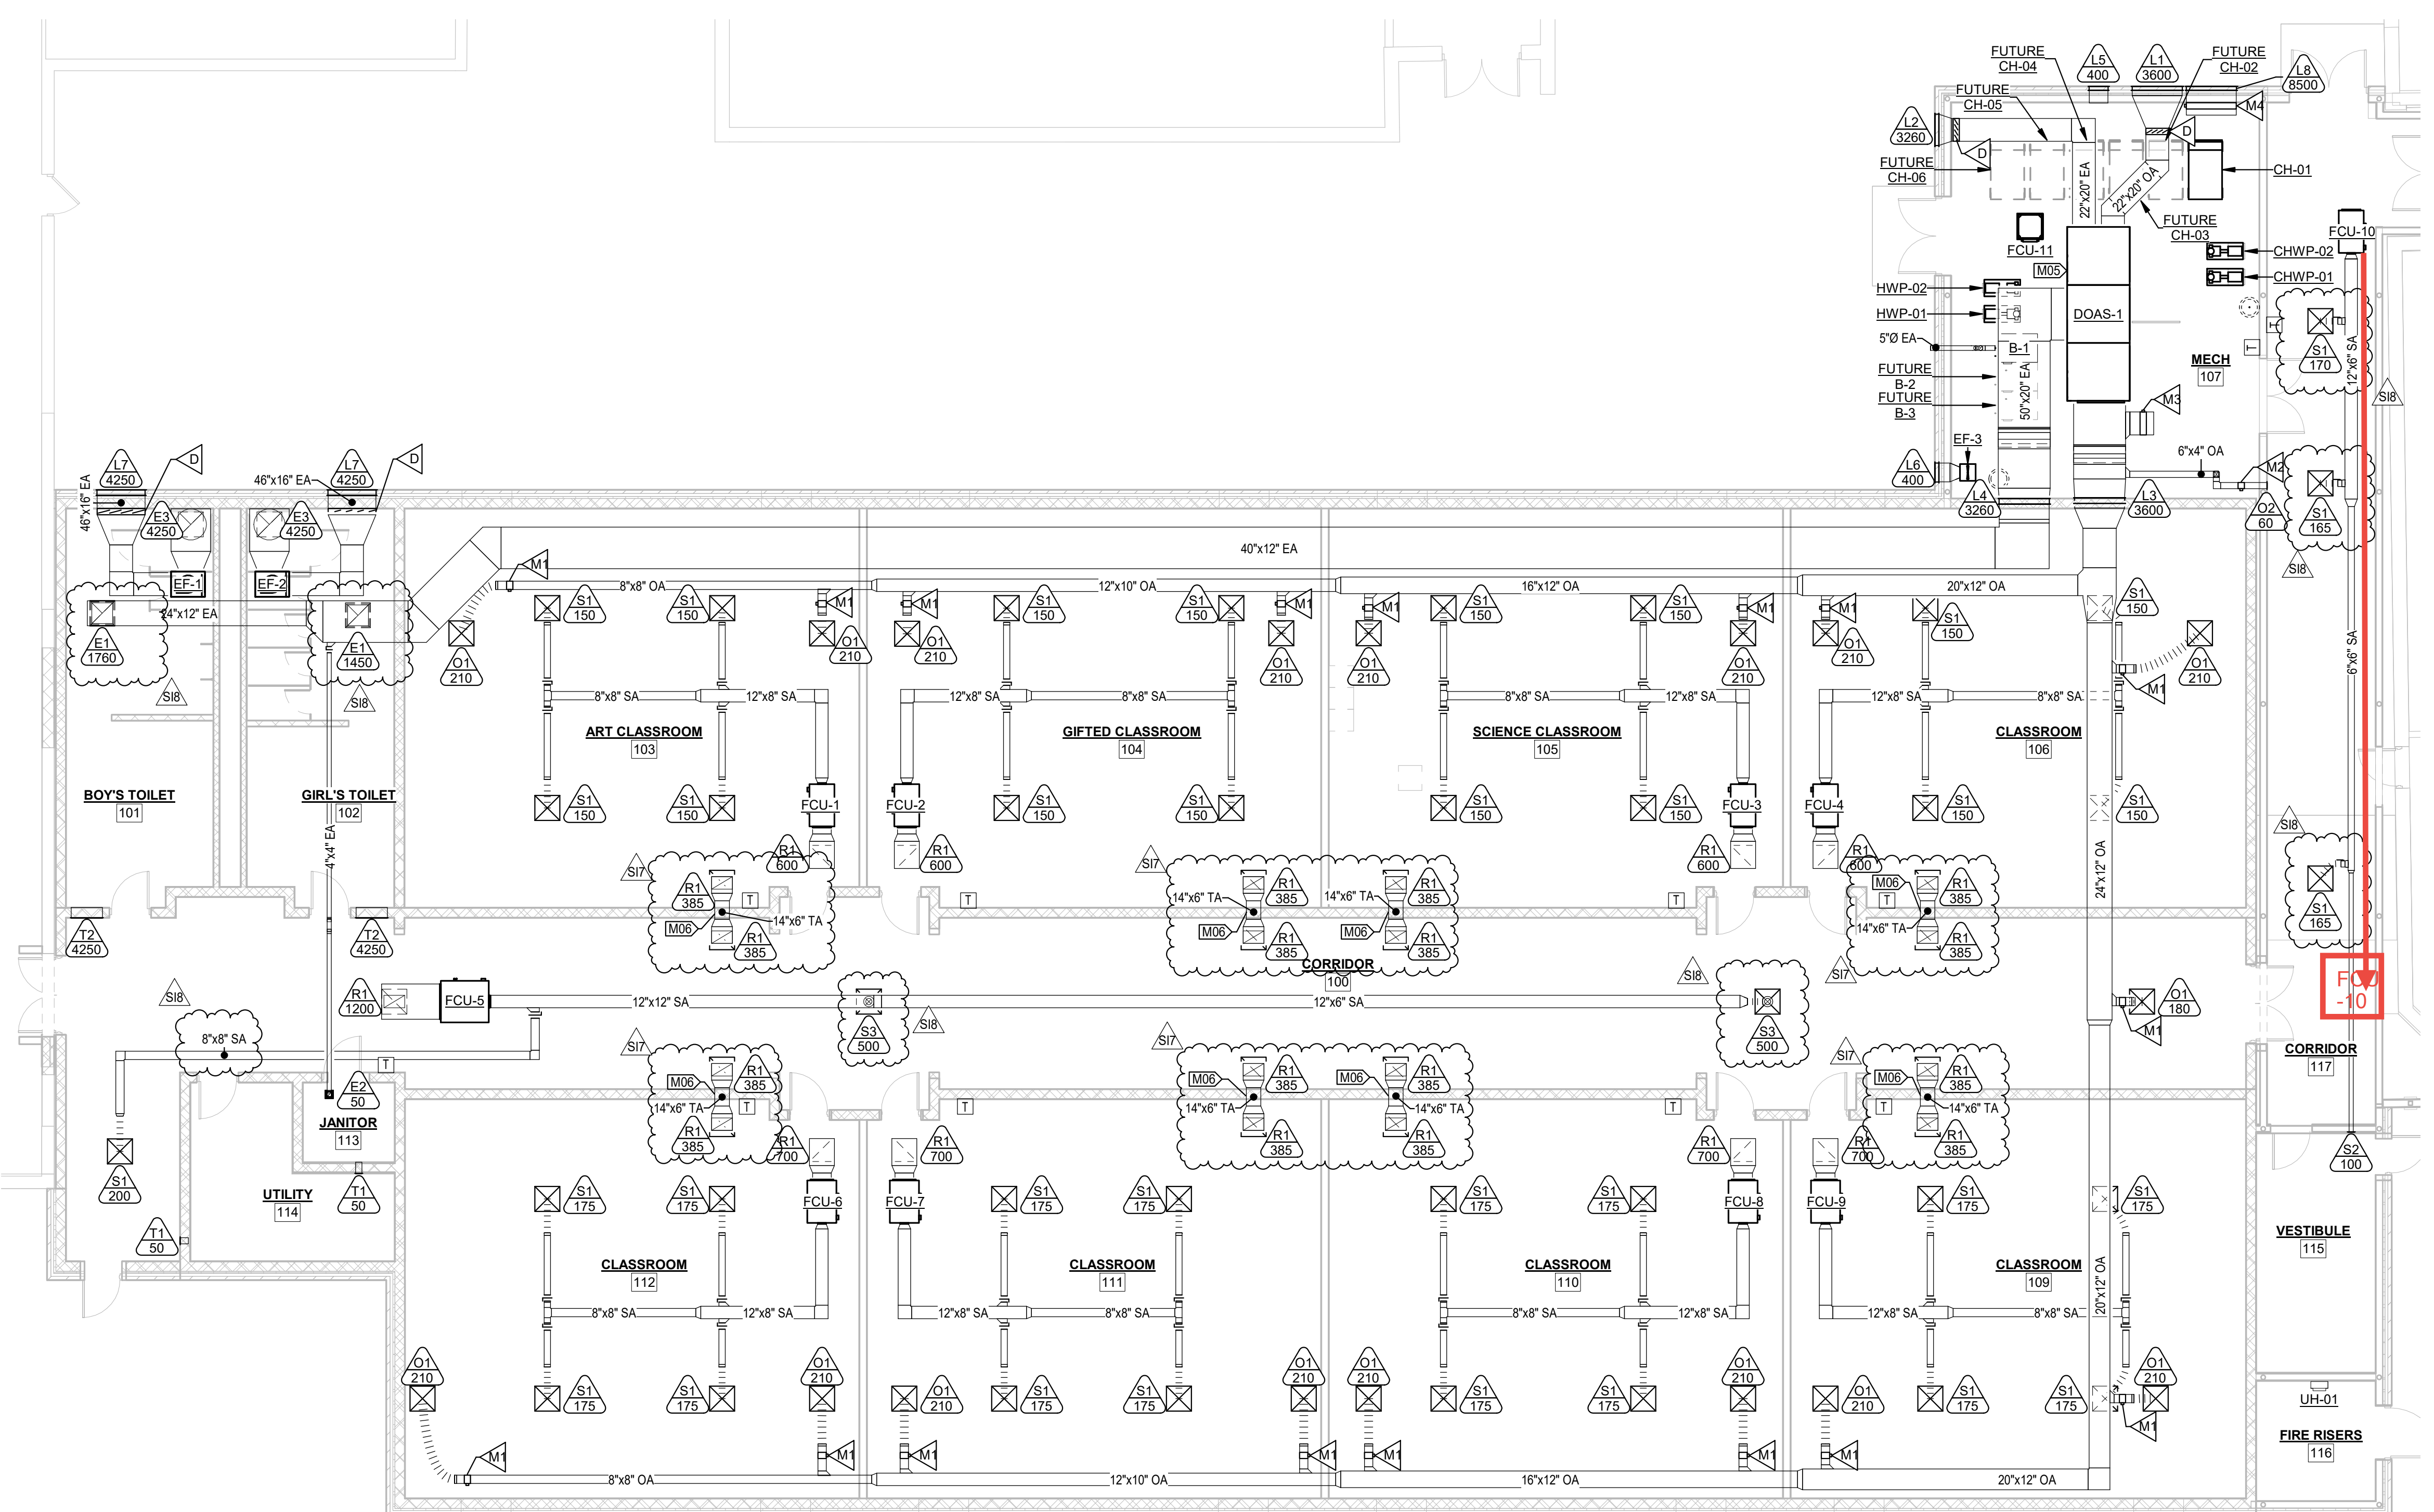 FUTURE
CH-04
L5
400
L1
3600
FUTURE
CH-02
L8
8500
FUTURE
CH-05
M4
L2
3260
D
D
FUTURE
CH-06
22"x20" EA
22"x20" OA
CH-01
FUTURE
CH-03
FCU-10
FCU-11
M05
CHWP-02
CHWP-01
HWP-02
HWP-01
DOAS-1
T
5"Ø EA
B-1
S1
170
12"x6" SA
T
MECH
107
FUTURE
B-2
FUTURE
B-3
50"x20" EA
SI8
M3
EF-3
6"x4" OA
L6
400
M2
L4
3260
L3
3600
O2
60
S1
165
SI8
L7
4250
D
L7
4250
D
46"x16" EA
46"x16" EA
E3
4250
E3
4250
EF-1
EF-2
24"x12" EA
E1
1760
E1
1450
SI8
SI8
40"x12" EA
M1
8"x8" OA
12"x10" OA
16"x12" OA
20"x12" OA
S1
150
S1
150
M1
M1
S1
150
S1
150
M1
M1
S1
150
S1
150
M1
M1
S1
150
S1
150
O1
210
O1
210
O1
210
O1
210
O1
210
O1
210
O1
210
O1
210
M1
6"x6" SA
8"x8" SA
12"x8" SA
12"x8" SA
8"x8" SA
8"x8" SA
12"x8" SA
12"x8" SA
8"x8" SA
ART CLASSROOM
103
GIFTED CLASSROOM
104
SCIENCE CLASSROOM
105
CLASSROOM
106
BOY'S TOILET
101
GIRL'S TOILET
102
4"x4" EA
S1
150
S1
150
FCU-1
FCU-2
S1
150
S1
150
S1
150
S1
150
FCU-3
FCU-4
S1
150
S1
150
24"x12" OA
SI8
R1
600
R1
600
R1
600
R1
600
SI7
R1
385
T
14"x6" TA
M06
R1
385
T
SI7
R1
385
14"x6" TA
M06
R1
385
R1
385
14"x6" TA
M06
R1
385
T
M06
R1
385
T
14"x6" TA
R1
385
SI7
S1
165
T2
4250
T2
4250
CORRIDOR
100
SI8
SI8
R1
1200
FCU-5
12"x12" SA
12"x6" SA
S3
500
SI8
S3
500
O1
180
M1
FCU
-10
8"x8" SA
T
SI7
M06
R1
385
14"x6" TA
T
R1
385
T
SI7
M06
R1
385
14"x6" TA
R1
385
M06
R1
385
14"x6" TA
R1
385
T
SI7
M06
R1
385
T
14"x6" TA
R1
385
CORRIDOR
117
E2
50
JANITOR
113
S1
200
UTILITY
114
T1
50
T1
50
R1
700
R1
700
R1
700
R1
700
S2
100
S1
175
S1
175
FCU-6
FCU-7
S1
175
S1
175
S1
175
S1
175
FCU-8
FCU-9
S1
175
S1
175
VESTIBULE
115
CLASSROOM
112
CLASSROOM
111
CLASSROOM
110
CLASSROOM
109
20"x12" OA
8"x8" SA
12"x8" SA
12"x8" SA
8"x8" SA
8"x8" SA
12"x8" SA
12"x8" SA
8"x8" SA
O1
210
S1
175
S1
175
O1
210
O1
210
S1
175
S1
175
O1
210
O1
210
S1
175
S1
175
O1
210
O1
210
S1
175
S1
175
O1
210
M1
UH-01
FIRE RISERS
116
M1
M1
M1
M1
M1
M1
M1
8"x8" OA
12"x10" OA
16"x12" OA
20"x12" OA